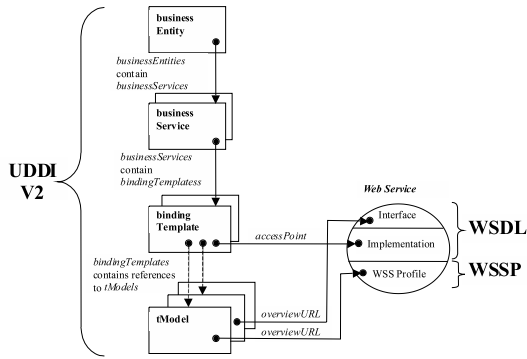 business
Entity
businessEntities
contain
businessServices
business
Service
businessServices
contain
bindingTemplatess
UDDI
V2
binding
Template
accessPoint
bindingTemplates
contains references
to tModels
tModel
overviewURL
overviewURL
Web Service
Interface
Implementation
WSS Profile
WSDL
WSSP